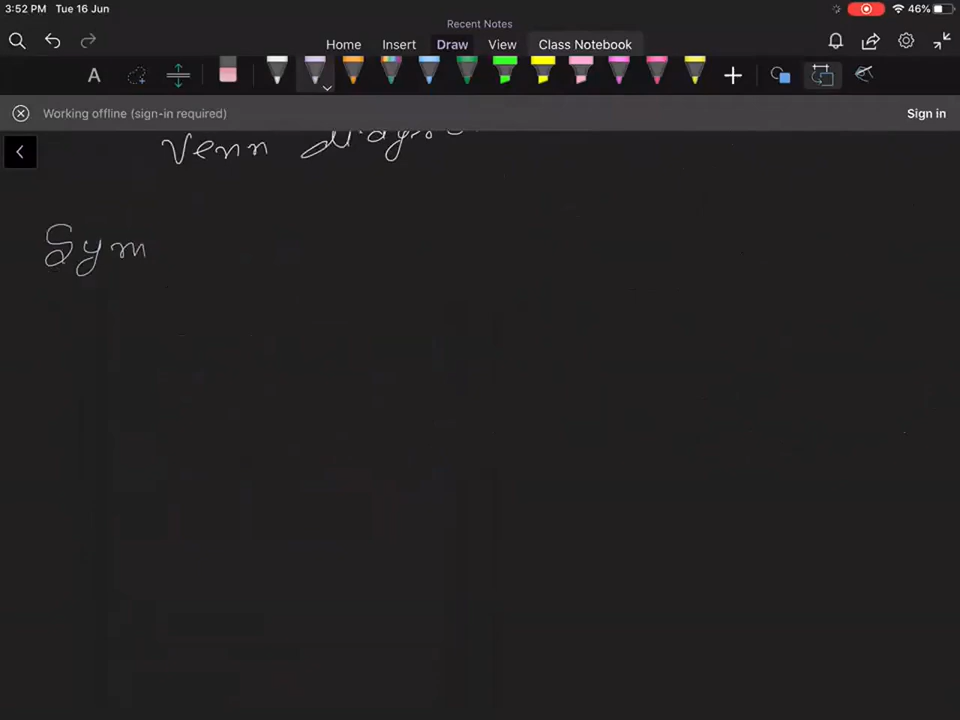 3:52 PM Tue 16 Jun 46%
Recent Notes
Home Insert Draw View Class Notebook
A
Working offline (sign-in required) Sign in
Venn
Sym